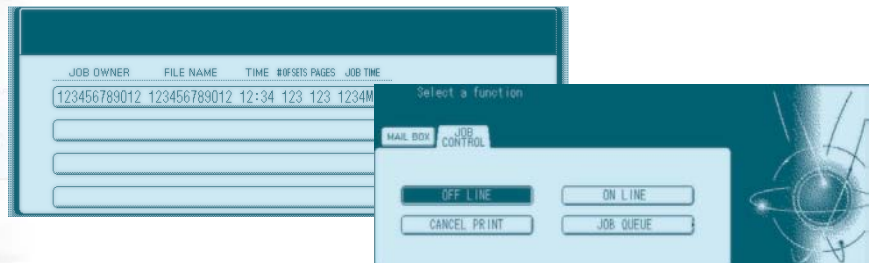 JOB OWNER FILE NAME TIME #OFSETS PAGES JOB TIME
123456789012 123456789012 12:34 123 123 1234M
Select a function
MAIL BOX JOB CONTROL
OFF LINE ON LINE
CANCEL PRINT JOB QUEUE